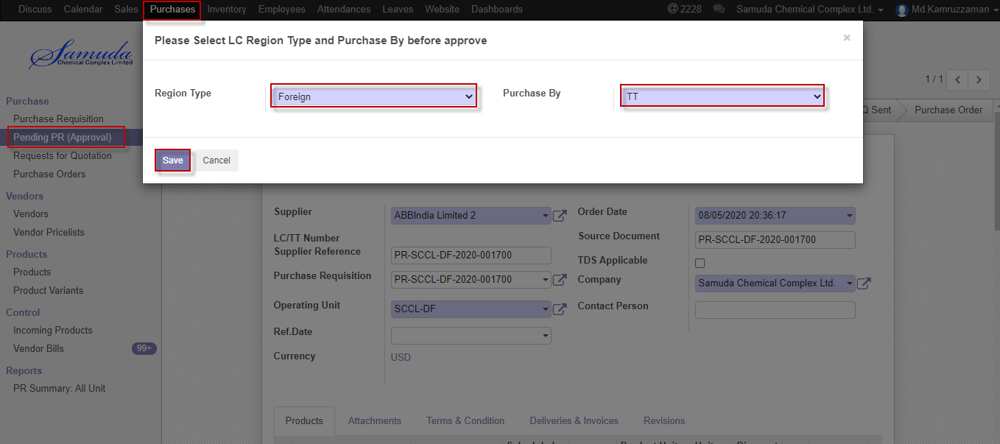 Discuss Calendar Sales Purchases Inventory Employees Attendances Leaves Website Dashboards @ 2228 Samuda Chemical Complex Ltd. Md.Kamruzzaman
Samuda
Chemical Complex Limited
Please Select LC Region Type and Purchase By before approve ×
Region Type Foreign Purchase By TT
Save Cancel
1 / 1
Q Sent Purchase Order
Purchase
Purchase Requisition
Pending PR (Approval)
Requests for Quotation
Purchase Orders
Vendors
Vendors
Vendor Pricelists
Products
Products
Product Variants
Control
Incoming Products
Vendor Bills 99+
Reports
PR Summary: All Unit
Supplier ABBIndia Limited 2
LC/TT Number
Supplier Reference PR-SCCL-DF-2020-001700
Purchase Requisition PR-SCCL-DF-2020-001700
Operating Unit SCCL-DF
Ref.Date
Currency USD
Order Date 08/05/2020 20:36:17
Source Document PR-SCCL-DF-2020-001700
TDS Applicable
Company Samuda Chemical Complex Ltd.
Contact Person
Products Attachments Terms & Condition Deliveries & Invoices Revisions